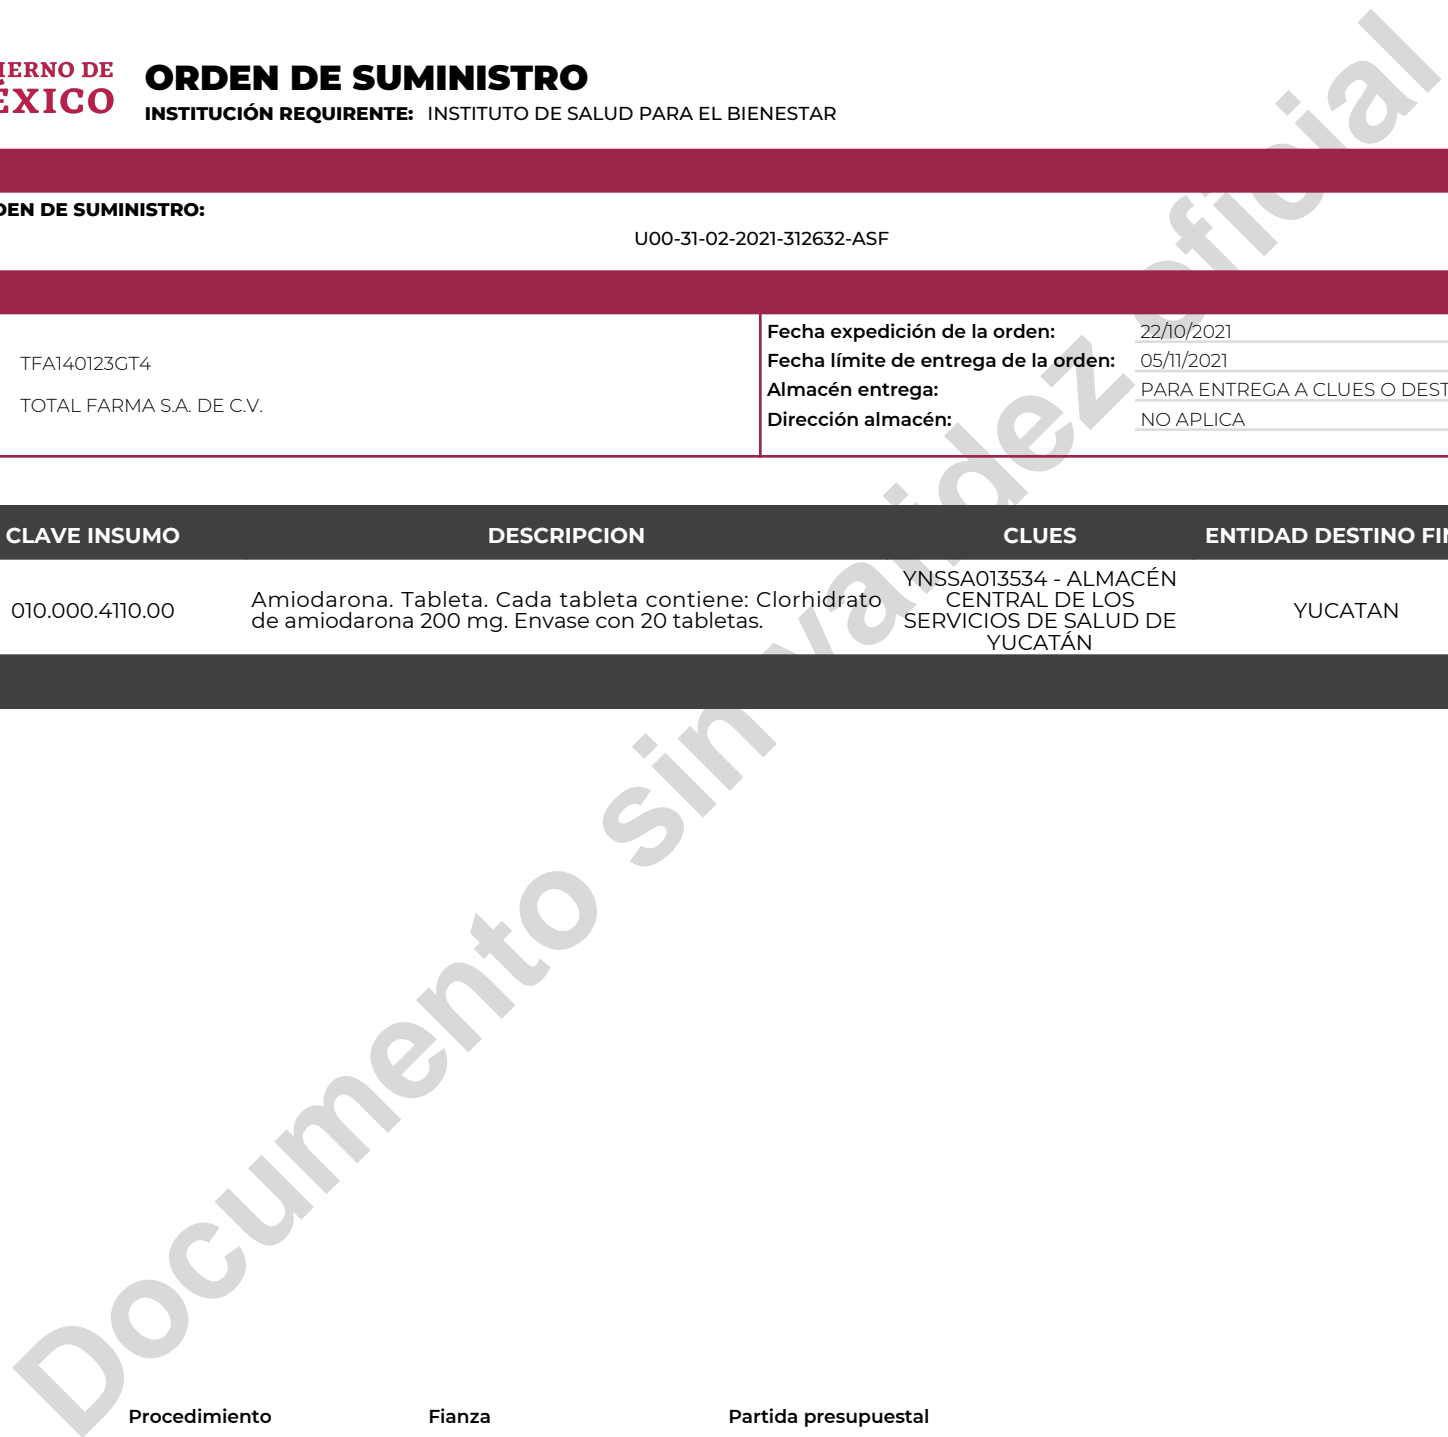 IERNO DE
ÉXICO
ORDEN DE SUMINISTRO
INSTITUCIÓN REQUIRENTE: INSTITUTO DE SALUD PARA EL BIENESTAR
DEN DE SUMINISTRO:
U00-31-02-2021-312632-ASF
TFA140123GT4
TOTAL FARMA S.A. DE C.V.
Fecha expedición de la orden: 22/10/2021
Fecha límite de entrega de la orden: 05/11/2021
Almacén entrega: PARA ENTREGA A CLUES O DEST
Dirección almacén: NO APLICA
CLAVE INSUMO DESCRIPCION CLUES ENTIDAD DESTINO FIN
010.000.4110.00
Amiodarona. Tableta. Cada tableta contiene: Clorhidrato
de amiodarona 200 mg. Envase con 20 tabletas.
YNSSA013534 - ALMACÉN
CENTRAL DE LOS
SERVICIOS DE SALUD DE
YUCATÁN
YUCATAN
Documento sin validez oficial
Procedimiento Fianza Partida presupuestal